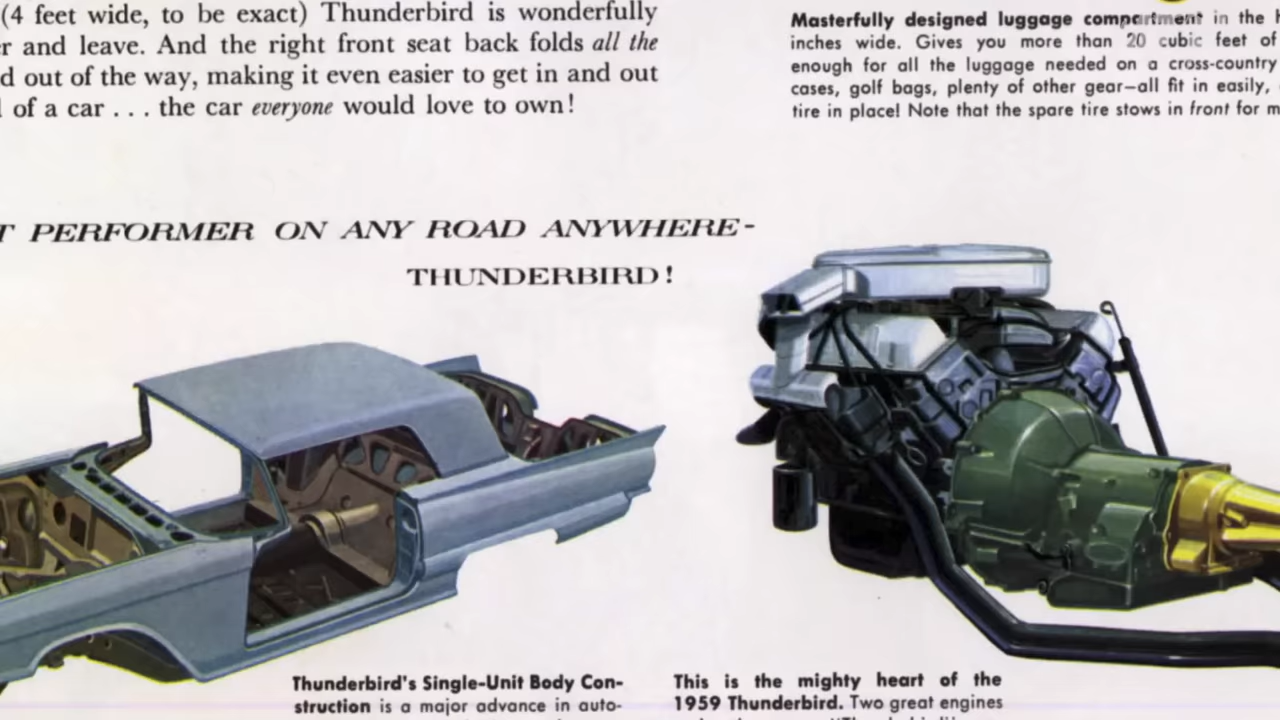 (4 feet wide, to be exact) Thunderbird is wonderfully
r and leave. And the right front seat back folds all the
d out of the way, making it even easier to get in and out
of a car . . . the car everyone would love to own!
Masterfully designed luggage compartment in the
inches wide. Gives you more than 20 cubic feet of
enough for all the luggage needed on a cross-country
cases, golf bags, plenty of other gear—all fit in easily,
tire in place! Note that the spare tire stows in front for m
T PERFORMER ON ANY ROAD ANYWHERE-
THUNDERBIRD!
Thunderbird's Single-Unit Body Con-
struction is a major advance in auto-
This is the mighty heart of the
1959 Thunderbird. Two great engines